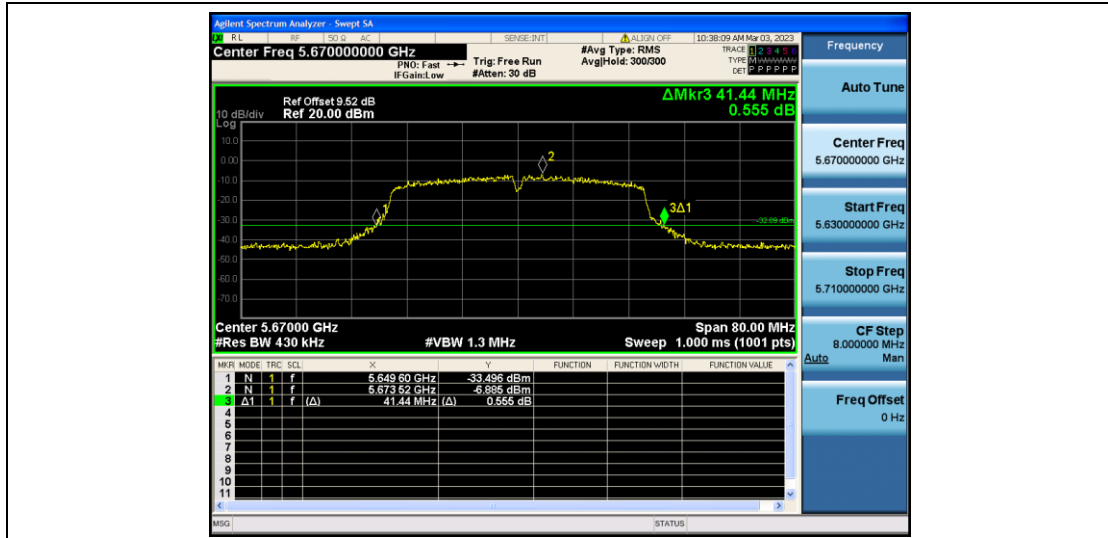 Agilent Spectrum Analyzer - Swept SA
RL RF 50 Ω AC SENSE:INT ALIGN OFF 10:38:09 AM Mar 03, 2023
Center Freq 5.670000000 GHz
PNO: Fast
IFGain:Low
Trig: Free Run
#Atten: 30 dB
#Avg Type: RMS
Avg|Hold: 300/300
TRACE 1 2 3 4 5 6
TYPE M
DET P P P P P P
Ref Offset 9.52 dB
10 dB/div Ref 20.00 dBm
Log
ΔMkr3 41.44 MHz
0.555 dB
10.0
0.00
-10.0
-20.0
-30.0
-40.0
-50.0
-60.0
-70.0
1
2
3Δ1
Center 5.67000 GHz Span 80.00 MHz
#Res BW 430 kHz #VBW 1.3 MHz Sweep 1.000 ms (1001 pts)
MKR MODE TRC SCL X Y FUNCTION FUNCTION WIDTH FUNCTION VALUE
1 N 1 f 5.649 60 GHz -33.496 dBm
2 N 1 f 5.673 52 GHz -6.885 dBm
3 Δ1 1 f (Δ) 41.44 MHz (Δ) 0.555 dB
4
5
6
7
8
9
10
11
MSG STATUS
Frequency
Auto Tune
Center Freq
5.670000000 GHz
Start Freq
5.630000000 GHz
Stop Freq
5.710000000 GHz
CF Step
8.000000 MHz
Auto Man
Freq Offset
0 Hz